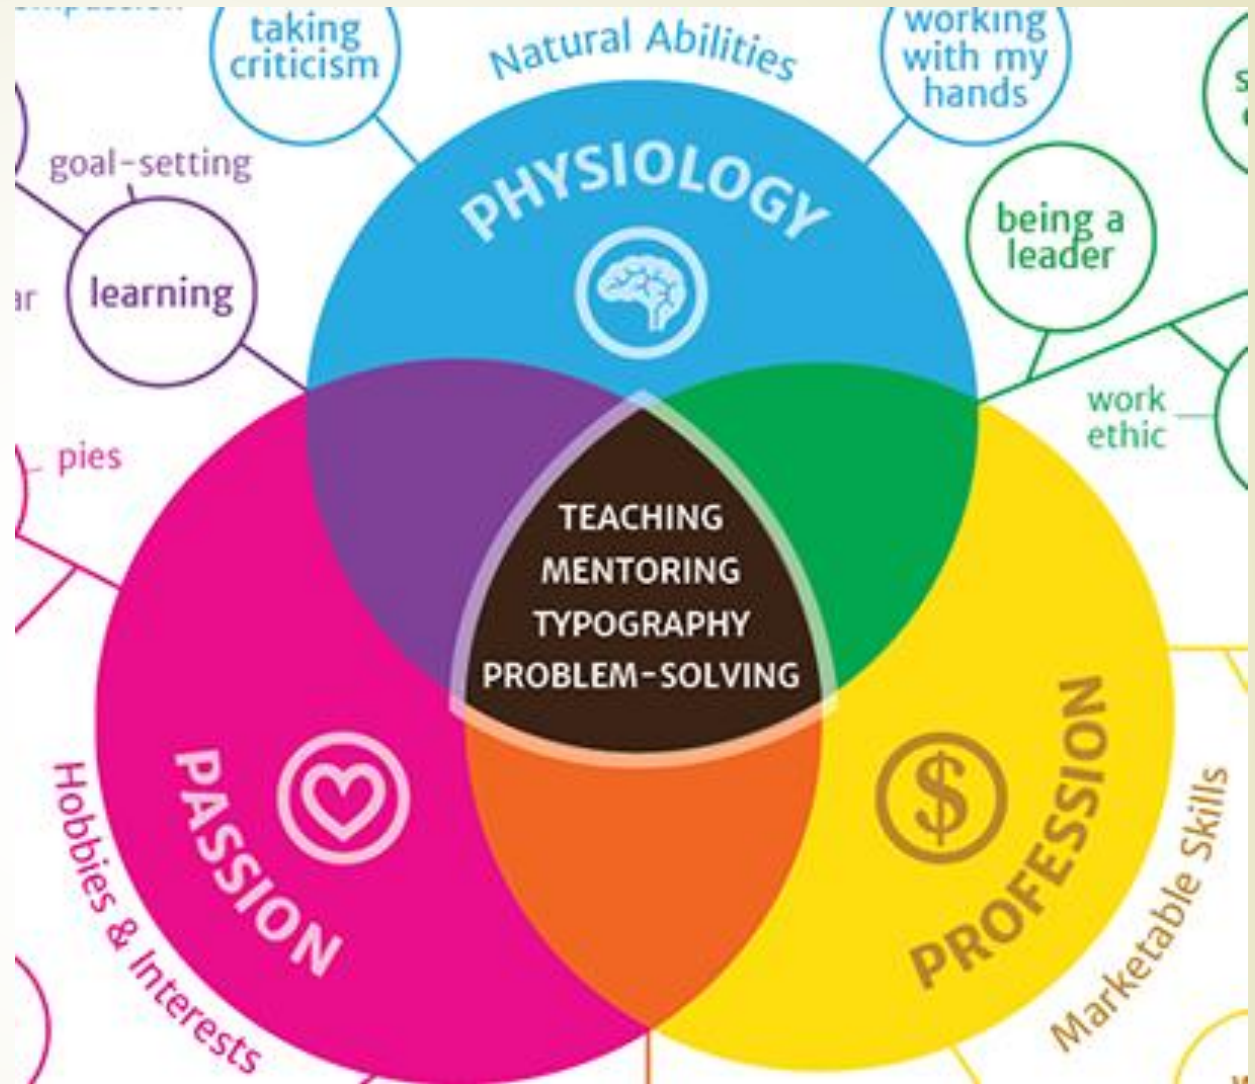 taking
criticism
Natural Abilities
working
with my
hands
goal-setting
PHYSIOLOGY
being a
leader
learning
work
ethic
pies
TEACHING
MENTORING
TYPOGRAPHY
PROBLEM-SOLVING
PASSION
$
PROFESSION
Hobbies & Interests
Marketable Skills